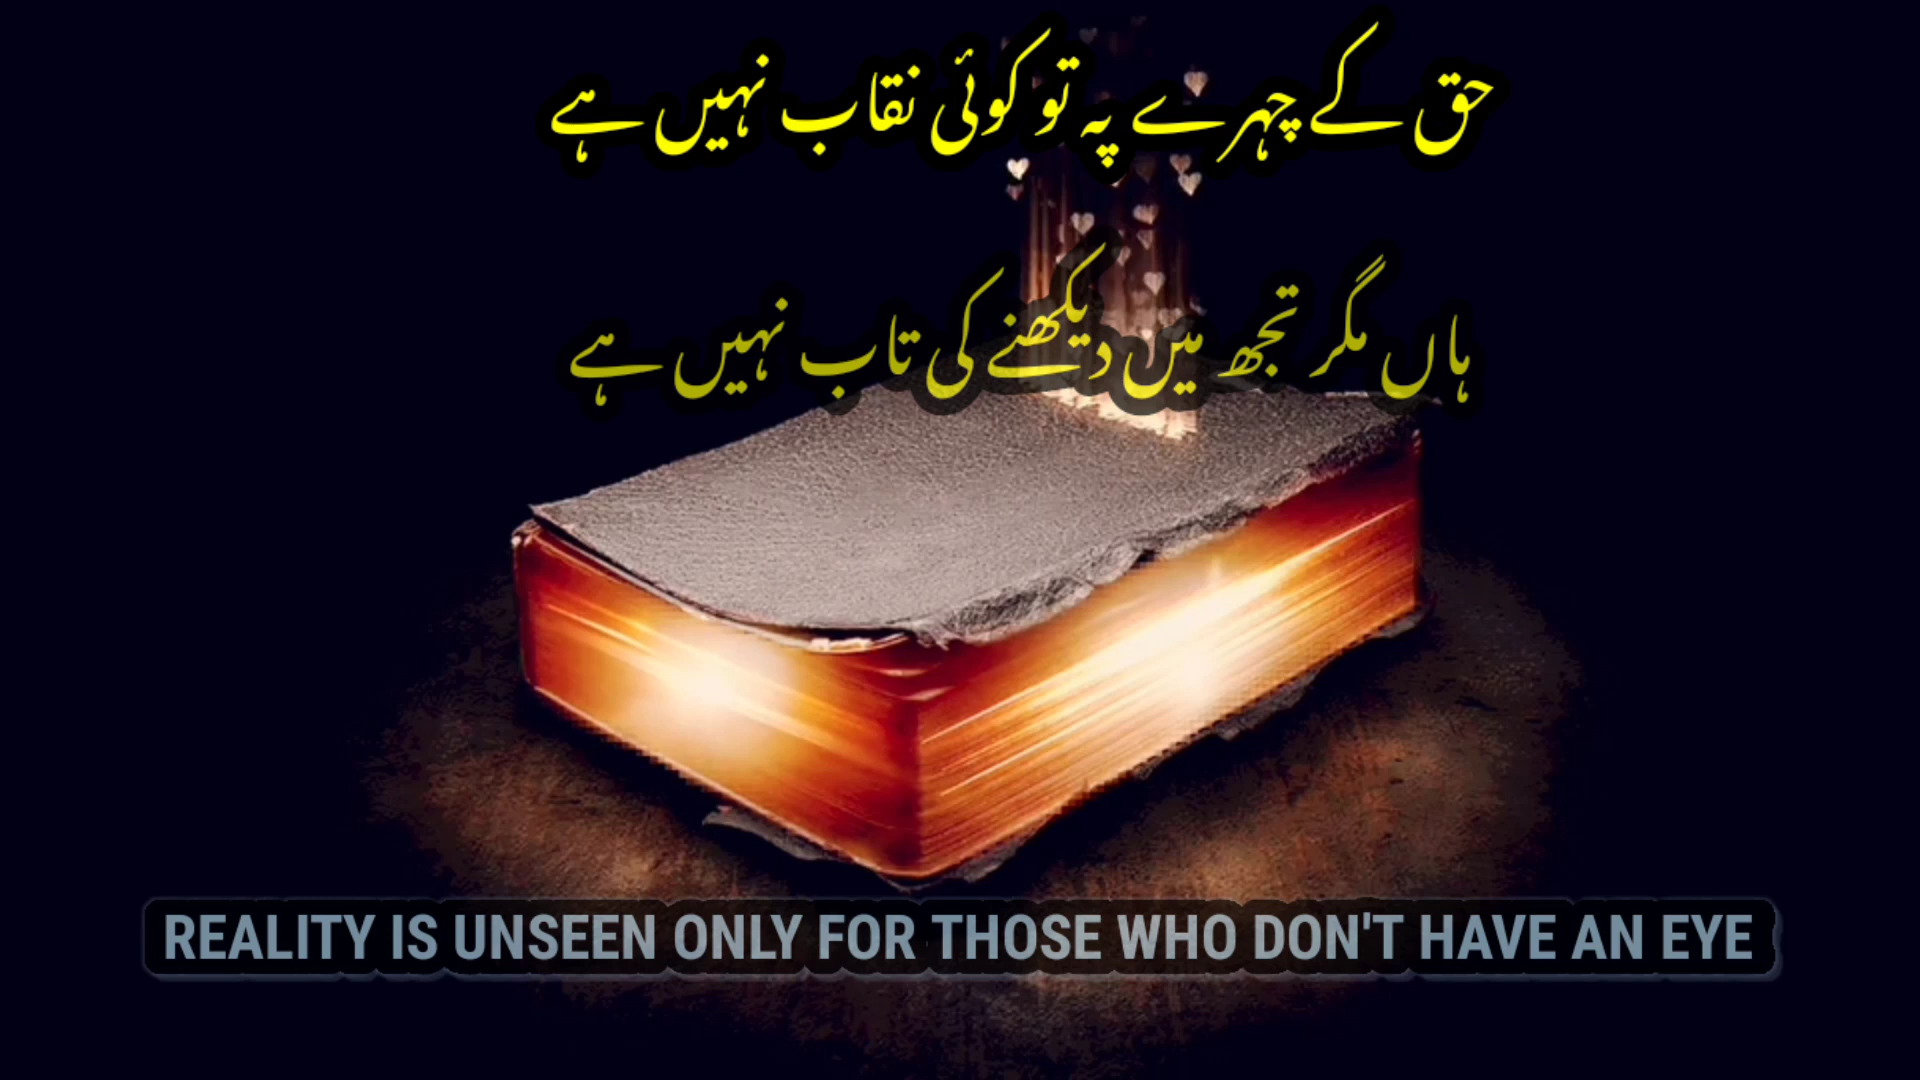 حق کے چہرے پہ تو کوئی نقاب نہیں ہے
ہاں مگر تجھ میں دیکھنے کی تاب نہیں ہے
REALITY IS UNSEEN ONLY FOR THOSE WHO DON'T HAVE AN EYE